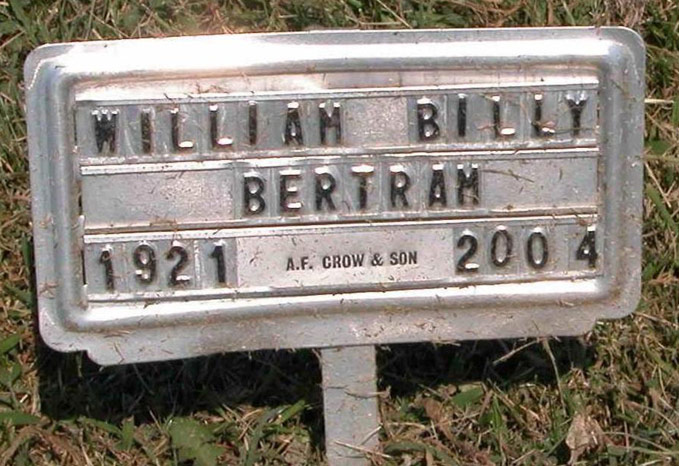 WILLIAM BILLY
BERTRAM
1921 A.F. CROW & SON 2004